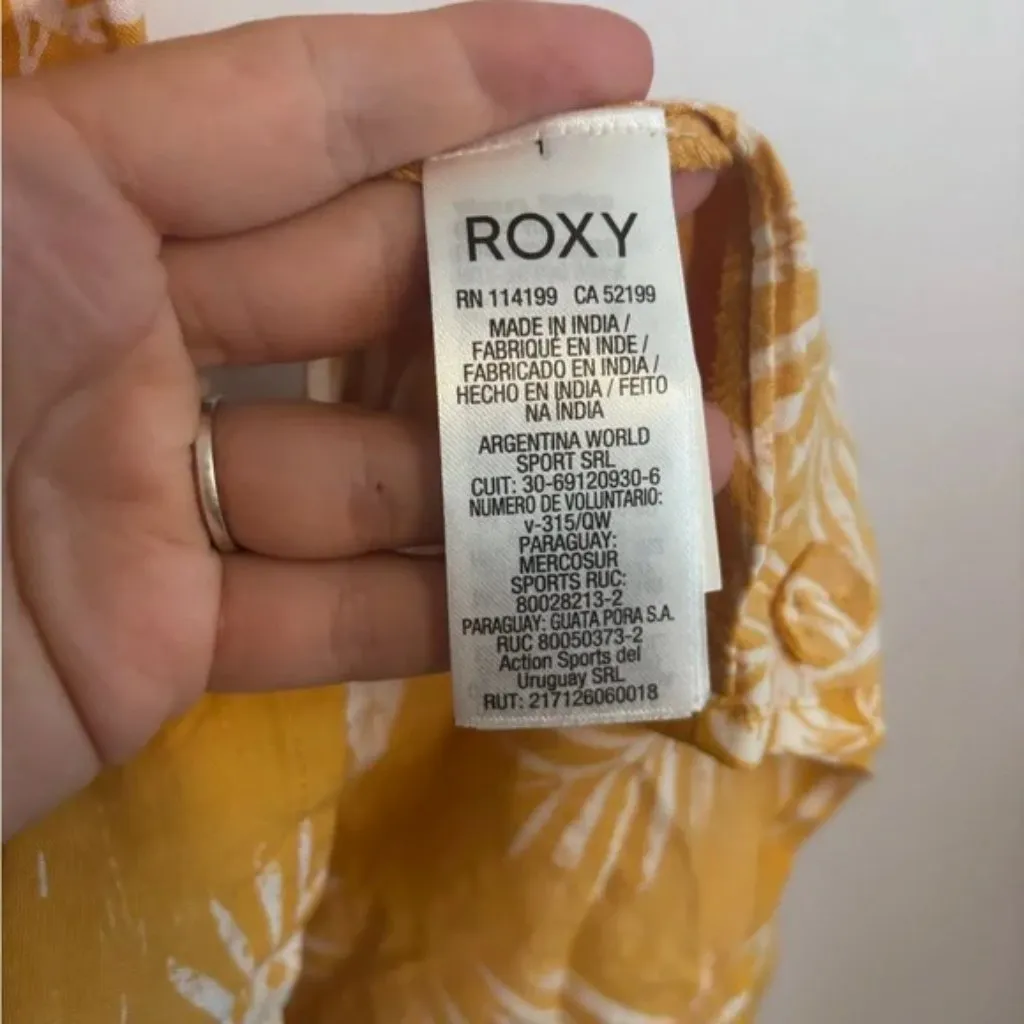 1
ROXY
RN 114199 CA 52199
MADE IN INDIA /
FABRIQUÉ EN INDE /
FABRICADO EN INDIA /
HECHO EN INDIA / FEITO
NA ÍNDIA
ARGENTINA WORLD
SPORT SRL
CUIT: 30-69120930-6
NUMERO DE VOLUNTARIO:
v-315/QW
PARAGUAY:
MERCOSUR
SPORTS RUC:
80028213-2
PARAGUAY: GUATA PORA S.A.
RUC 80050373-2
Action Sports del
Uruguay SRL
RUT: 217126060018